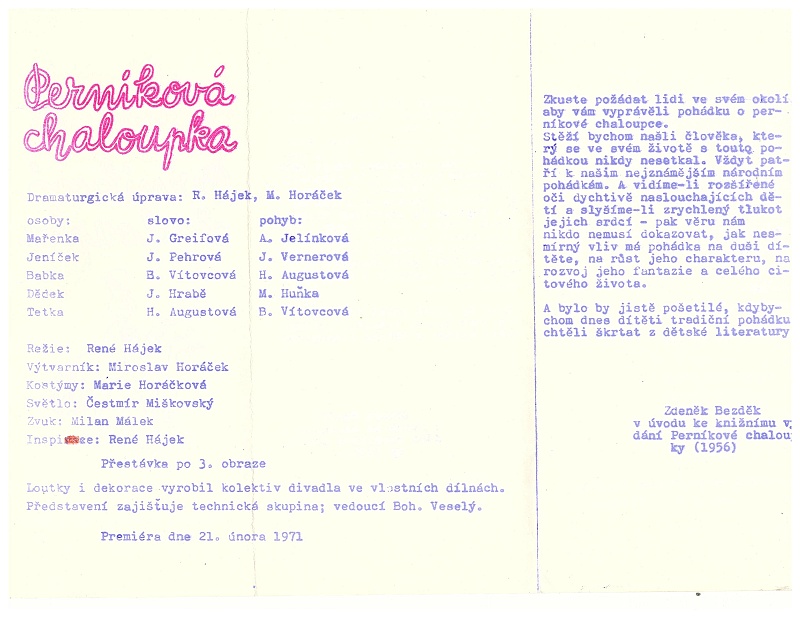 Perníková
chaloupka
Dramaturgická úprava: R. Hájek, M. Horáček
osoby: slovo: pohyb:
Mařenka J. Greifová A. Jelínková
Jeníček J. Pehrová J. Vernerová
Babka B. Vítovcová H. Augustová
Děček J. Hrabě M. Huňka
Tetka H. Augustová B. Vítovcová
Režie: René Hájek
Výtvarník: Miroslav Horáček
Kostýmy: Marie Horáčková
Světlo: Čestmír Miškovský
Zvuk: Milan Málek
René Hájek
Přestávka po 3. obraze
Loutky i dekorace vyrobil kolektiv divadla ve vlastních dílnách.
Představení zajišťuje technická skupina; vedoucí Boh. Veselý.
Premiéra dne 21. února 1971
Zkuste požádat lidi ve svém okolí
aby vám vyprávěli pohádku o per-
níkové chaloupce.
Stěží bychom našli člověka, kte-
rý se ve svém životě s touto po-
hádkou nikdy nesetkal. Vždyt pat-
ří k našim nejznámějším národním
pohádkám. A vidíme-li rozšířené
oči dychtivě naslouchajících dě-
tí a slyšíme-li zrychlený tlukot
jejich srdcí - pak věru nám
nikdo nemusí dokazovat, jak nes-
mírný vliv má pohádka na duši dí-
těte, na růst jeho charakteru, na
rozvoj jeho fantazie a celého ci-
tového života.
A bylo by jistě pošetilé, kdyby-
chom dnes dítěti tradiční pohádku
chtěli škrtat z dětské literatury
Zdeněk Bezděk
v úvodu ke knižnímu vy
dání Perníkové chalou
ky (1956)